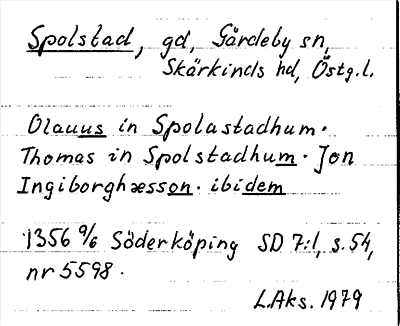 Spolstad, gd, Gårdeby sn,
Skärkinds hd, Östg.l.
Olauus in Spolastadhum.
Thomas in Spolstadhum. Jon
Ingiborghæsson. ibidem
1356 9/6 Söderköping SD 7:1, s.54,
nr 5598.
L.Aks. 1979